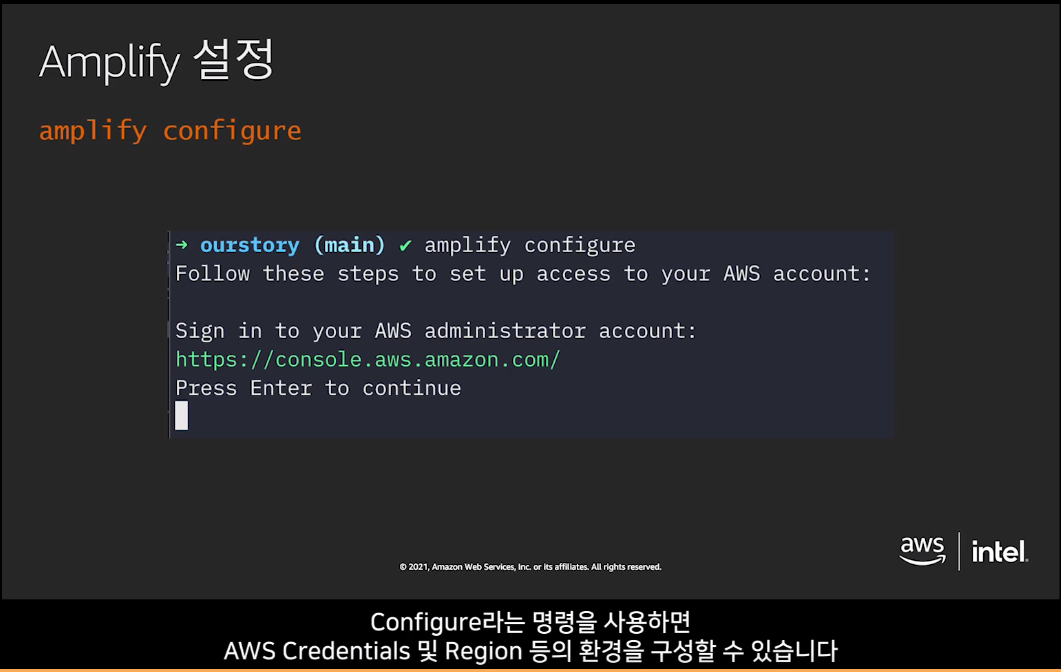 Amplify 설정
amplify configure
→ ourstory (main) ✔ amplify configure
Follow these steps to set up access to your AWS account:
Sign in to your AWS administrator account:
https://console.aws.amazon.com/
Press Enter to continue
aws | intel.
© 2021, Amazon Web Services, Inc. or its affiliates. All rights reserved.
Configure라는 명령을 사용하면
AWS Credentials 및 Region 등의 환경을 구성할 수 있습니다